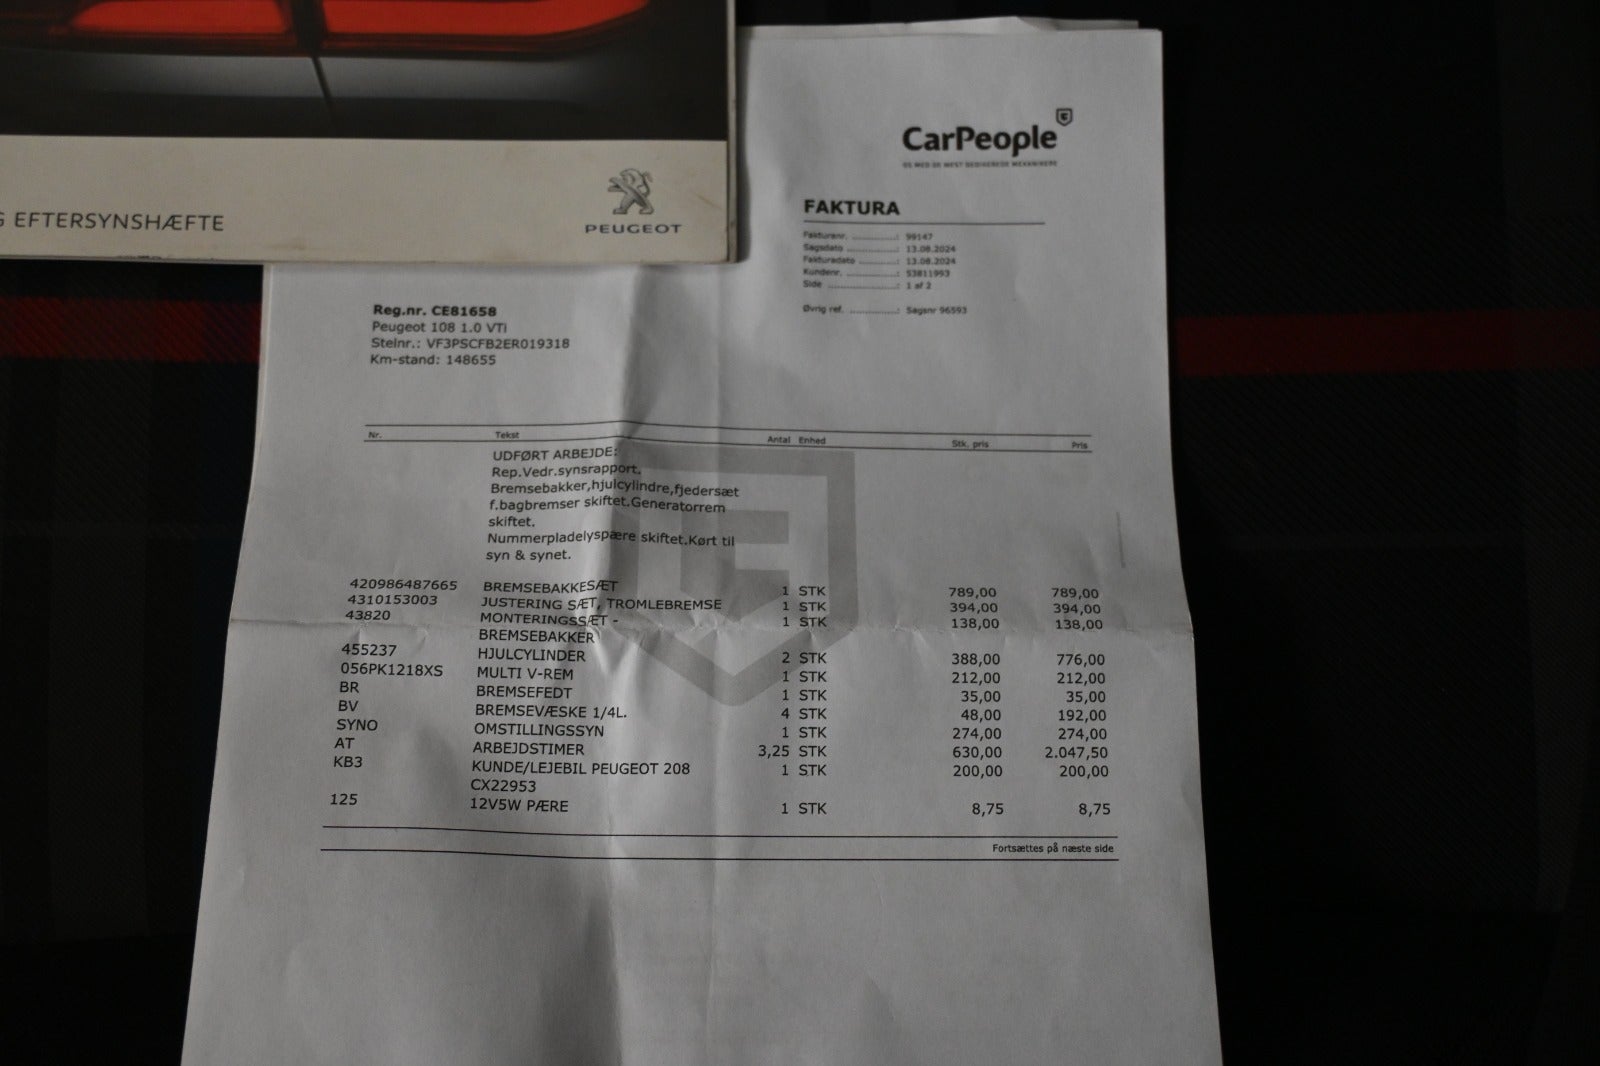 G EFTERSYNSHÆFTE
PEUGEOT
CarPeople
OS MED DE MEST DEDIKEREDE MEKANIKERE
FAKTURA
Fakturanr. ............: 99147
Sagsdato ............: 13.08.2024
Fakturadato ............: 13.08.2024
Kundenr. ............: 53811993
Side ............: 1 af 2
Øvrig ref. ............: Sagsnr 96593
Reg.nr. CE81658
Peugeot 108 1.0 VTi
Stelnr.: VF3PSCFB2ER019318
Km-stand: 148655
Nr. Tekst Antal Enhed Stk. pris Pris
UDFØRT ARBEJDE:
Rep.Vedr.synsrapport.
Bremsebakker,hjulcylindre,fjedersæt
f.bagbremser skiftet.Generatorrem
skiftet.
Nummerpladelyspære skiftet.Kørt til
syn & synet.
420986487665 BREMSEBAKKESÆT 1 STK 789,00 789,00
4310153003 JUSTERING SÆT, TROMLEBREMSE 1 STK 394,00 394,00
43820 MONTERINGSSÆT - 1 STK 138,00 138,00
BREMSEBAKKER
455237 HJULCYLINDER 2 STK 388,00 776,00
056PK1218XS MULTI V-REM 1 STK 212,00 212,00
BR BREMSEFEDT 1 STK 35,00 35,00
BV BREMSEVÆSKE 1/4L. 4 STK 48,00 192,00
SYNO OMSTILLINGSSYN 1 STK 274,00 274,00
AT ARBEJDSTIMER 3,25 STK 630,00 2.047,50
KB3 KUNDE/LEJEBIL PEUGEOT 208 1 STK 200,00 200,00
CX22953
125 12V5W PÆRE 1 STK 8,75 8,75
Fortsættes på næste side